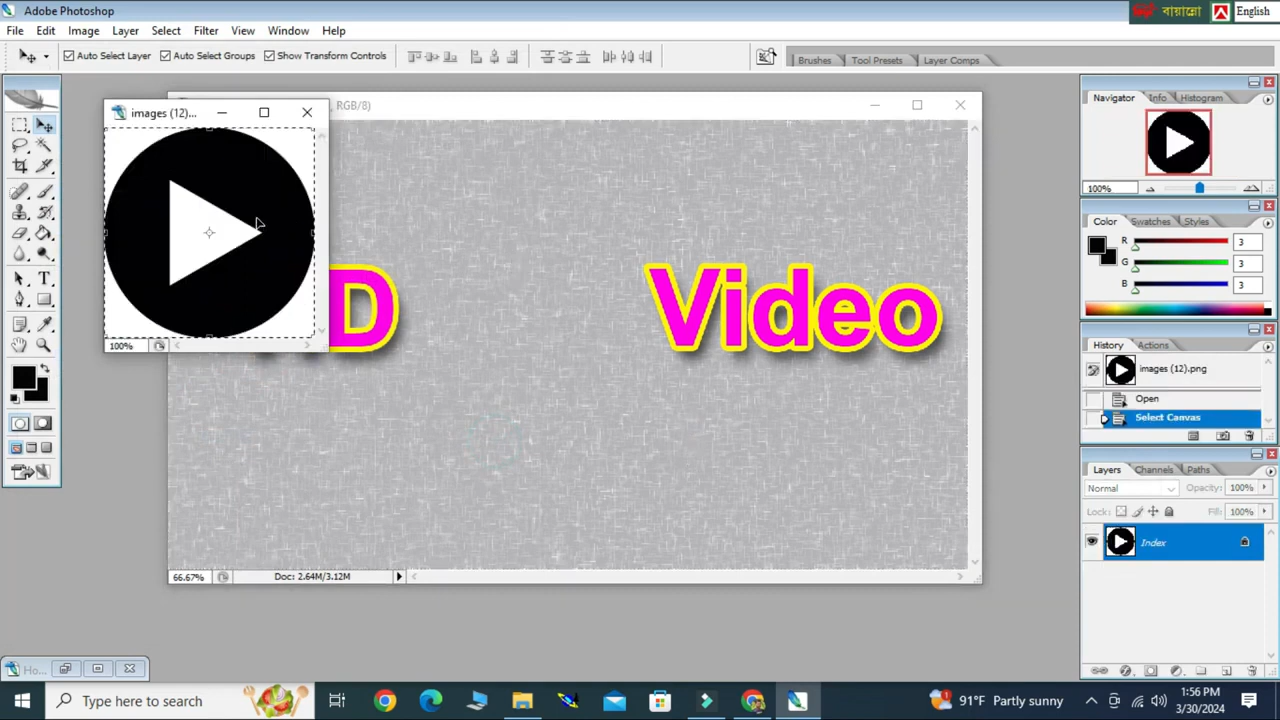 Adobe Photoshop
বায়ান্নো
English
File Edit Image Layer Select Filter View Window Help
Auto Select Layer Auto Select Groups Show Transform Controls
Brushes Tool Presets Layer Comps
images (12)...
, RGB/8)
D Video
100%
66.67% Doc: 2.64M/3.12M
Navigator Info Histogram
100%
Color Swatches Styles
R 3
G 3
B 3
History Actions
images (12).png
Open
Select Canvas
Layers Channels Paths
Normal Opacity: 100%
Lock: Fill: 100%
Index
Ho...
Type here to search
91°F Partly sunny
1:56 PM
3/30/2024